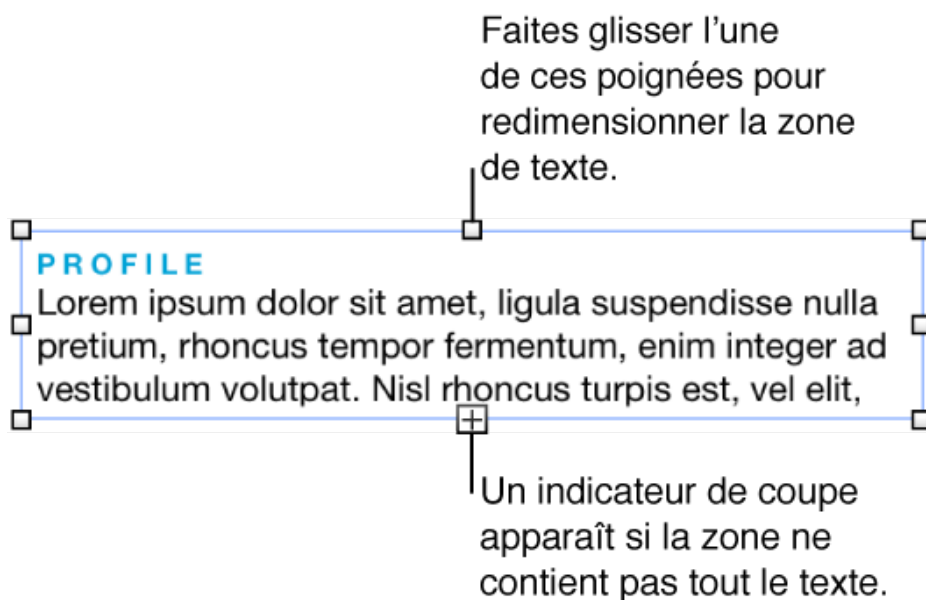 Faites glisser l’une
de ces poignées pour
redimensionner la zone
de texte.
PROFILE
Lorem ipsum dolor sit amet, ligula suspendisse nulla
pretium, rhoncus tempor fermentum, enim integer ad
vestibulum volutpat. Nisl rhoncus turpis est, vel elit,
Un indicateur de coupe
apparaît si la zone ne
contient pas tout le texte.